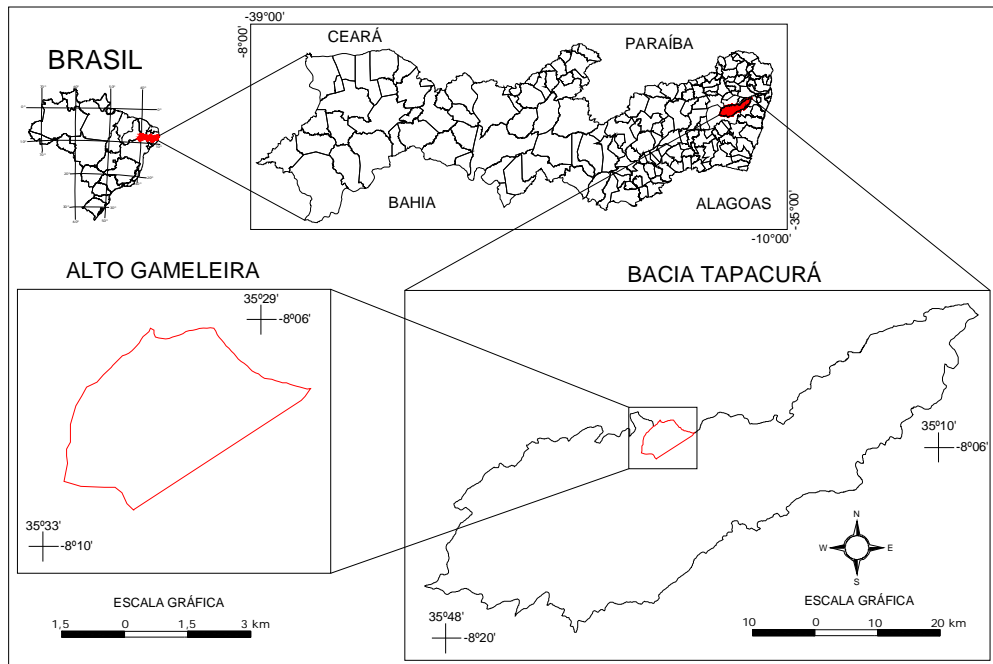 -39°00'
-8°00'
CEARÁ
PARAÍBA
BRASIL
BAHIA
ALAGOAS
-35°00'
-10°00'
ALTO GAMELEIRA
BACIA TAPACURÁ
35º29'
-8º06'
35º10'
-8º06'
35º33'
-8º10'
N
W
E
S
35º48'
-8º20'
ESCALA GRÁFICA
1,5 0 1,5 3 km
ESCALA GRÁFICA
10 0 10 20 km